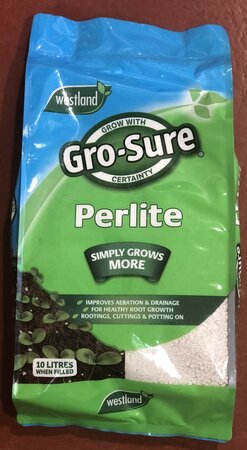 westland
GROW WITH
Gro-Sure®
CERTAINTY
Perlite
SIMPLY GROWS
MORE
IMPROVES AERATION & DRAINAGE
FOR HEALTHY ROOT GROWTH
ROOTINGS, CUTTINGS & POTTING ON
10 LITRES
WHEN FILLED
westland